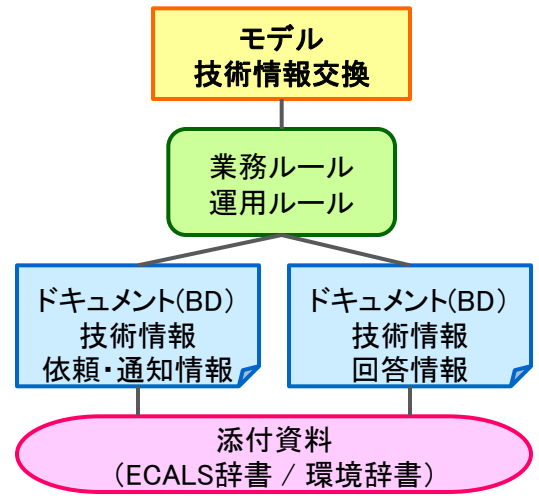 モデル
技術情報交換
業務ルール
運用ルール
ドキュメント(BD)
技術情報
依頼・通知情報
ドキュメント(BD)
技術情報
回答情報
添付資料
(ECALS辞書 / 環境辞書)